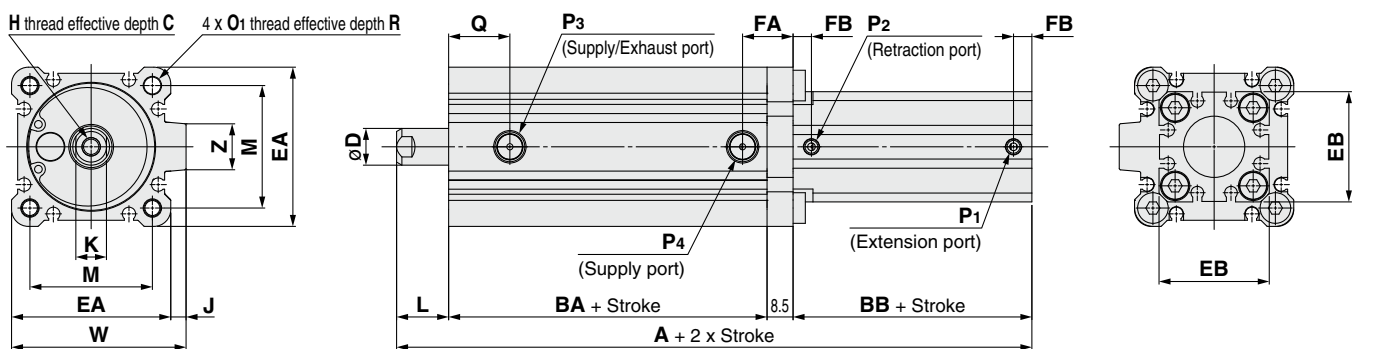 H thread effective depth C
4 x O1 thread effective depth R
Z
M
EA
K
M
EA
J
W
Q
P3
(Supply/Exhaust port)
FA
FB
P2
(Retraction port)
FB
øD
P4
(Supply port)
P1
(Extension port)
L
BA + Stroke
8.5
BB + Stroke
A + 2 x Stroke
EB
EB